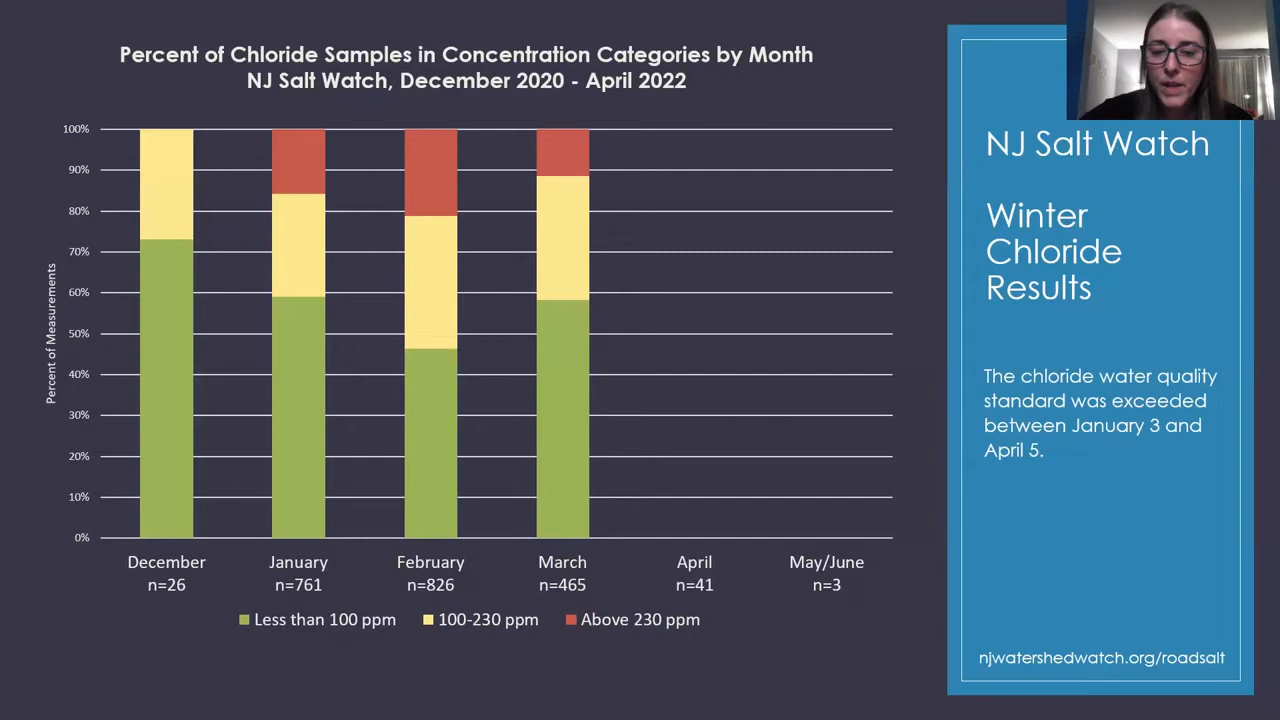 Percent of Chloride Samples in Concentration Categories by Month
NJ Salt Watch, December 2020 - April 2022
100%
90%
80%
70%
60%
50%
40%
30%
20%
10%
0%
Percent of Measurements
December
n=26
January
n=761
February
n=826
March
n=465
April
n=41
May/June
n=3
Less than 100 ppm
100-230 ppm
Above 230 ppm
NJ Salt Watch
Winter
Chloride
Results
The chloride water quality
standard was exceeded
between January 3 and
April 5.
njwatershedwatch.org/roadsalt